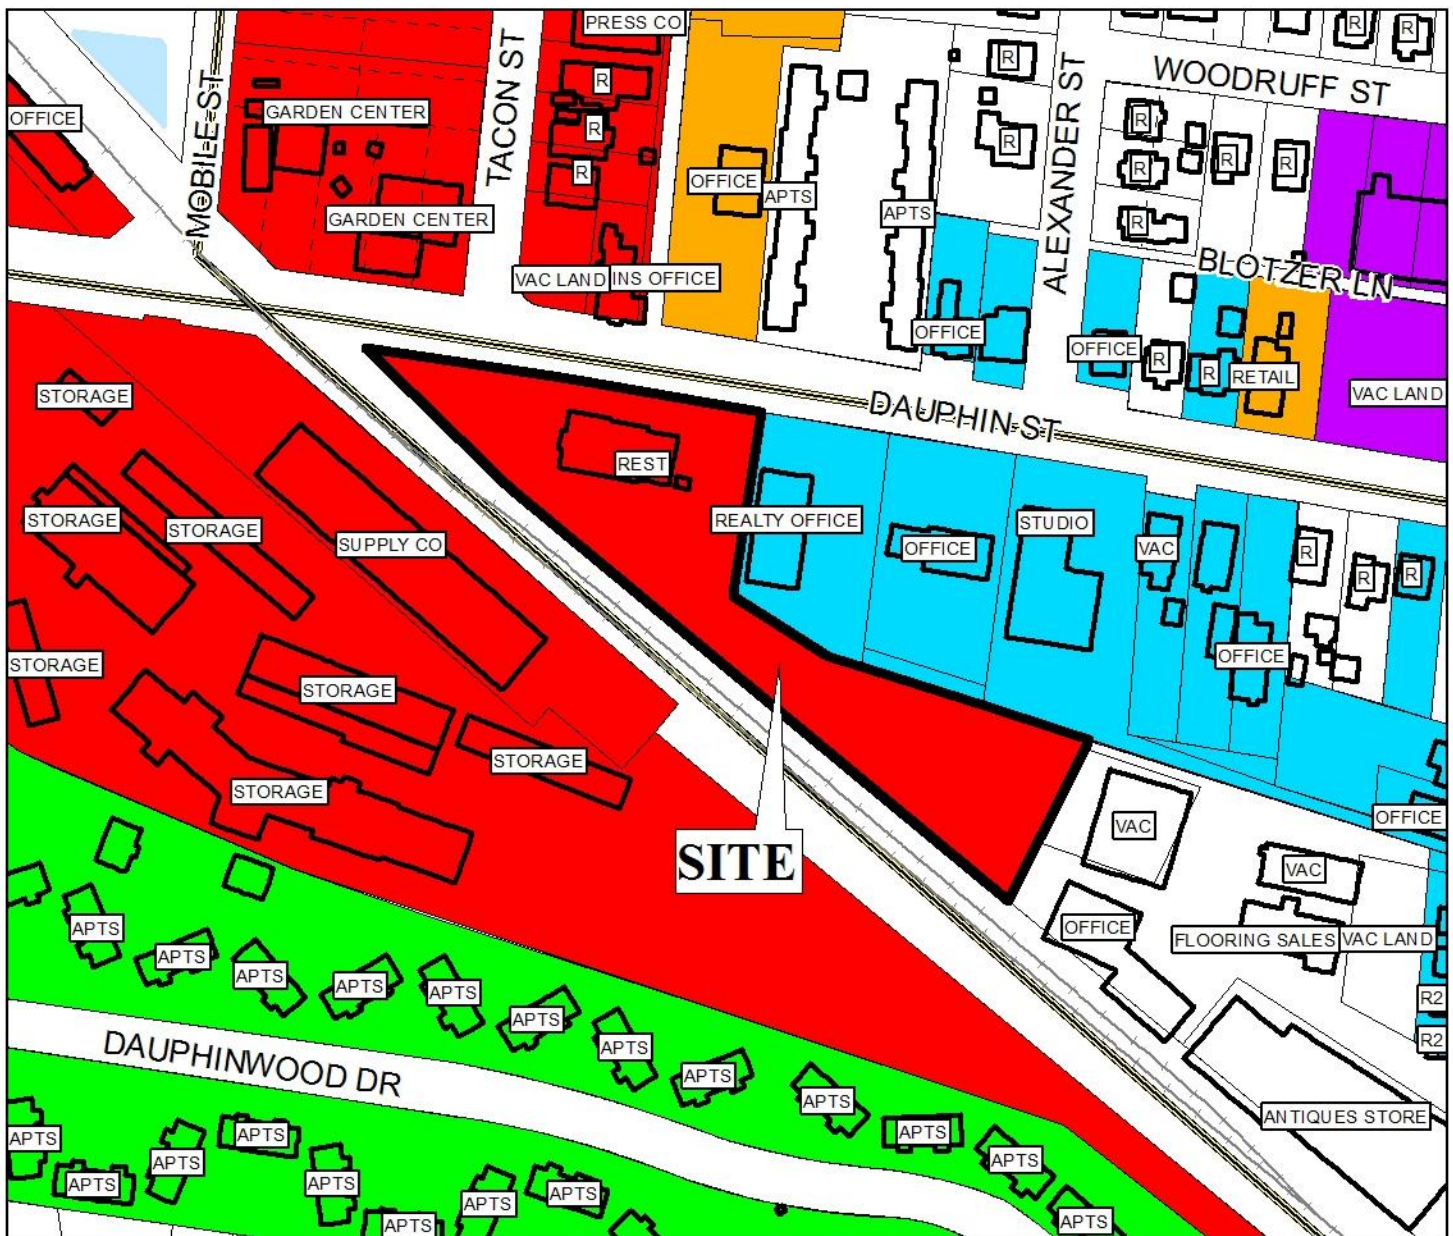 PRESS CO
R
R
WOODRUFF ST
R
OFFICE
MOBILE ST
GARDEN CENTER
TACON ST
R
R
R
R
ALEXANDER ST
R
R
R
R
OFFICE
APTS
APTS
R
GARDEN CENTER
VAC LAND
INS OFFICE
BLOTZER LN
OFFICE
OFFICE
R
R
RETAIL
VAC LAND
STORAGE
DAUPHIN ST
REST
STORAGE
STORAGE
SUPPLY CO
REALTY OFFICE
OFFICE
STUDIO
VAC
R
R
R
STORAGE
STORAGE
OFFICE
STORAGE
STORAGE
SITE
VAC
OFFICE
VAC
APTS
APTS
APTS
APTS
APTS
APTS
APTS
APTS
APTS
APTS
APTS
APTS
OFFICE
FLOORING SALES
VAC LAND
R2
R2
DAUPHINWOOD DR
ANTIQUES STORE
APTS
APTS
APTS
APTS
APTS
APTS
APTS
APTS